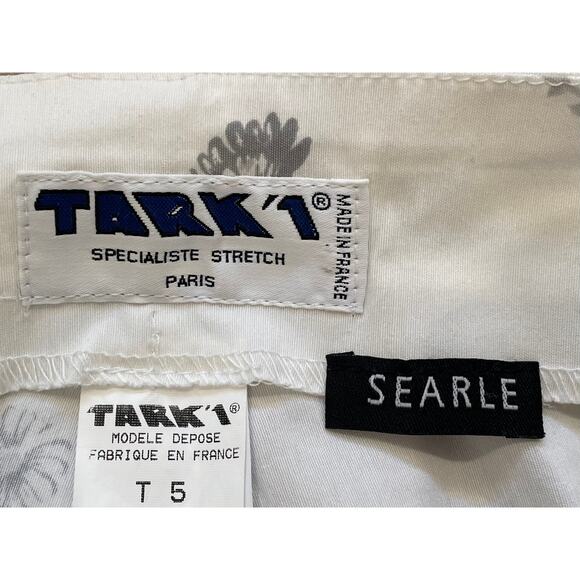 TARK'1®
SPECIALISTE STRETCH
PARIS
MADE IN FRANCE
TARK'1®
MODELE DEPOSE
FABRIQUE EN FRANCE
T 5
SEARLE